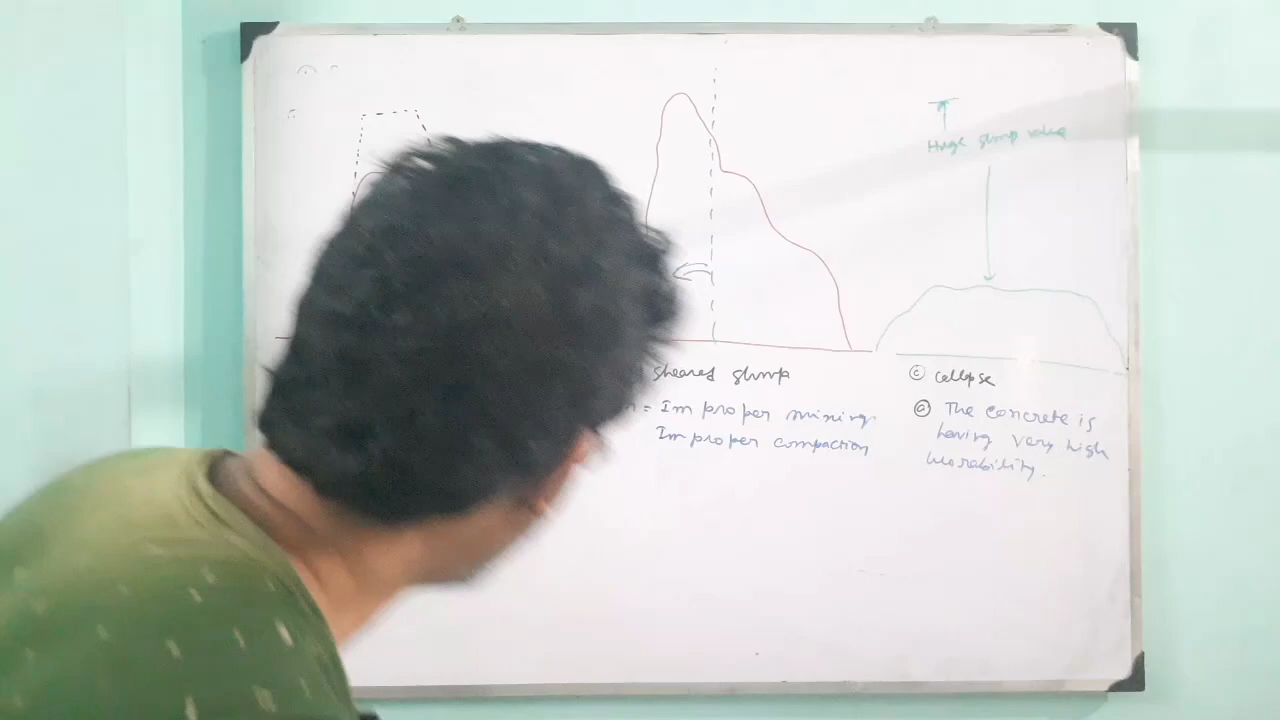 Huge slump value
sheared slump
= Improper mixing
Improper compaction
© Collapse
The concrete is
having very high
Workability.